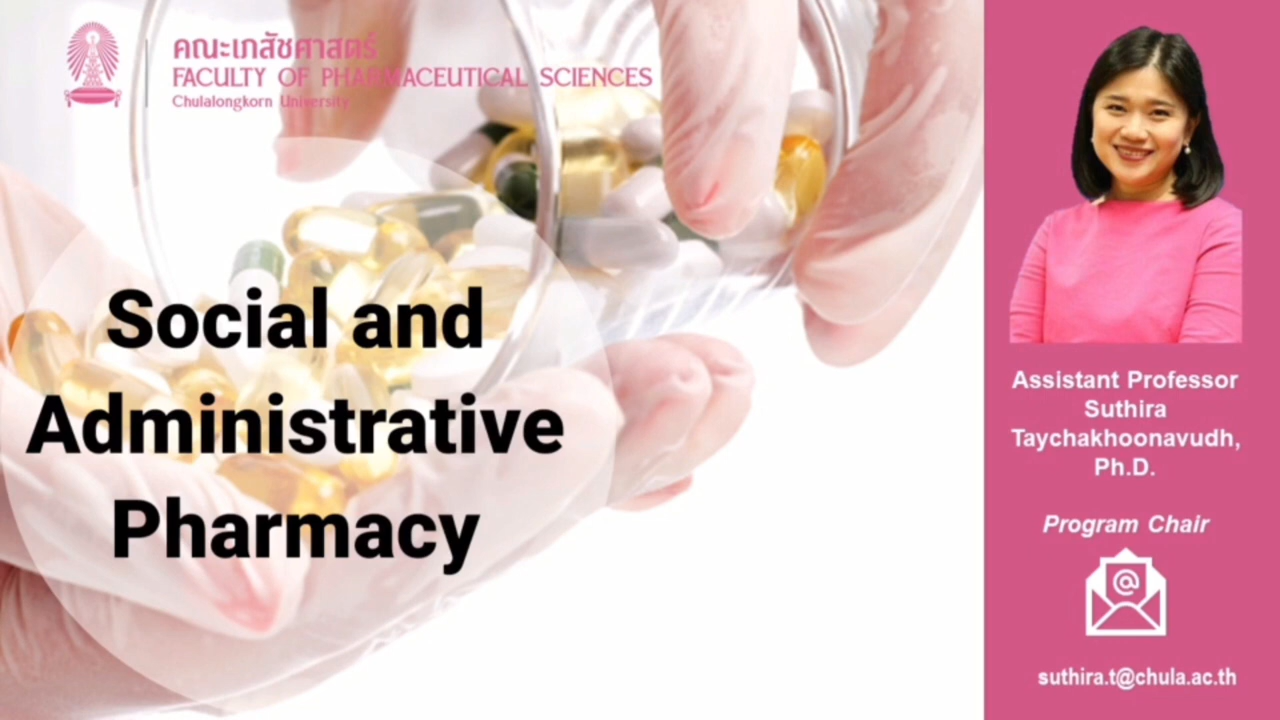 คณะเภสัชศาสตร์
FACULTY OF PHARMACEUTICAL SCIENCES
Chulalongkorn University
Social and
Administrative
Pharmacy
Assistant Professor
Suthira
Taychakhoonavudh,
Ph.D.
Program Chair
@
suthira.t@chula.ac.th